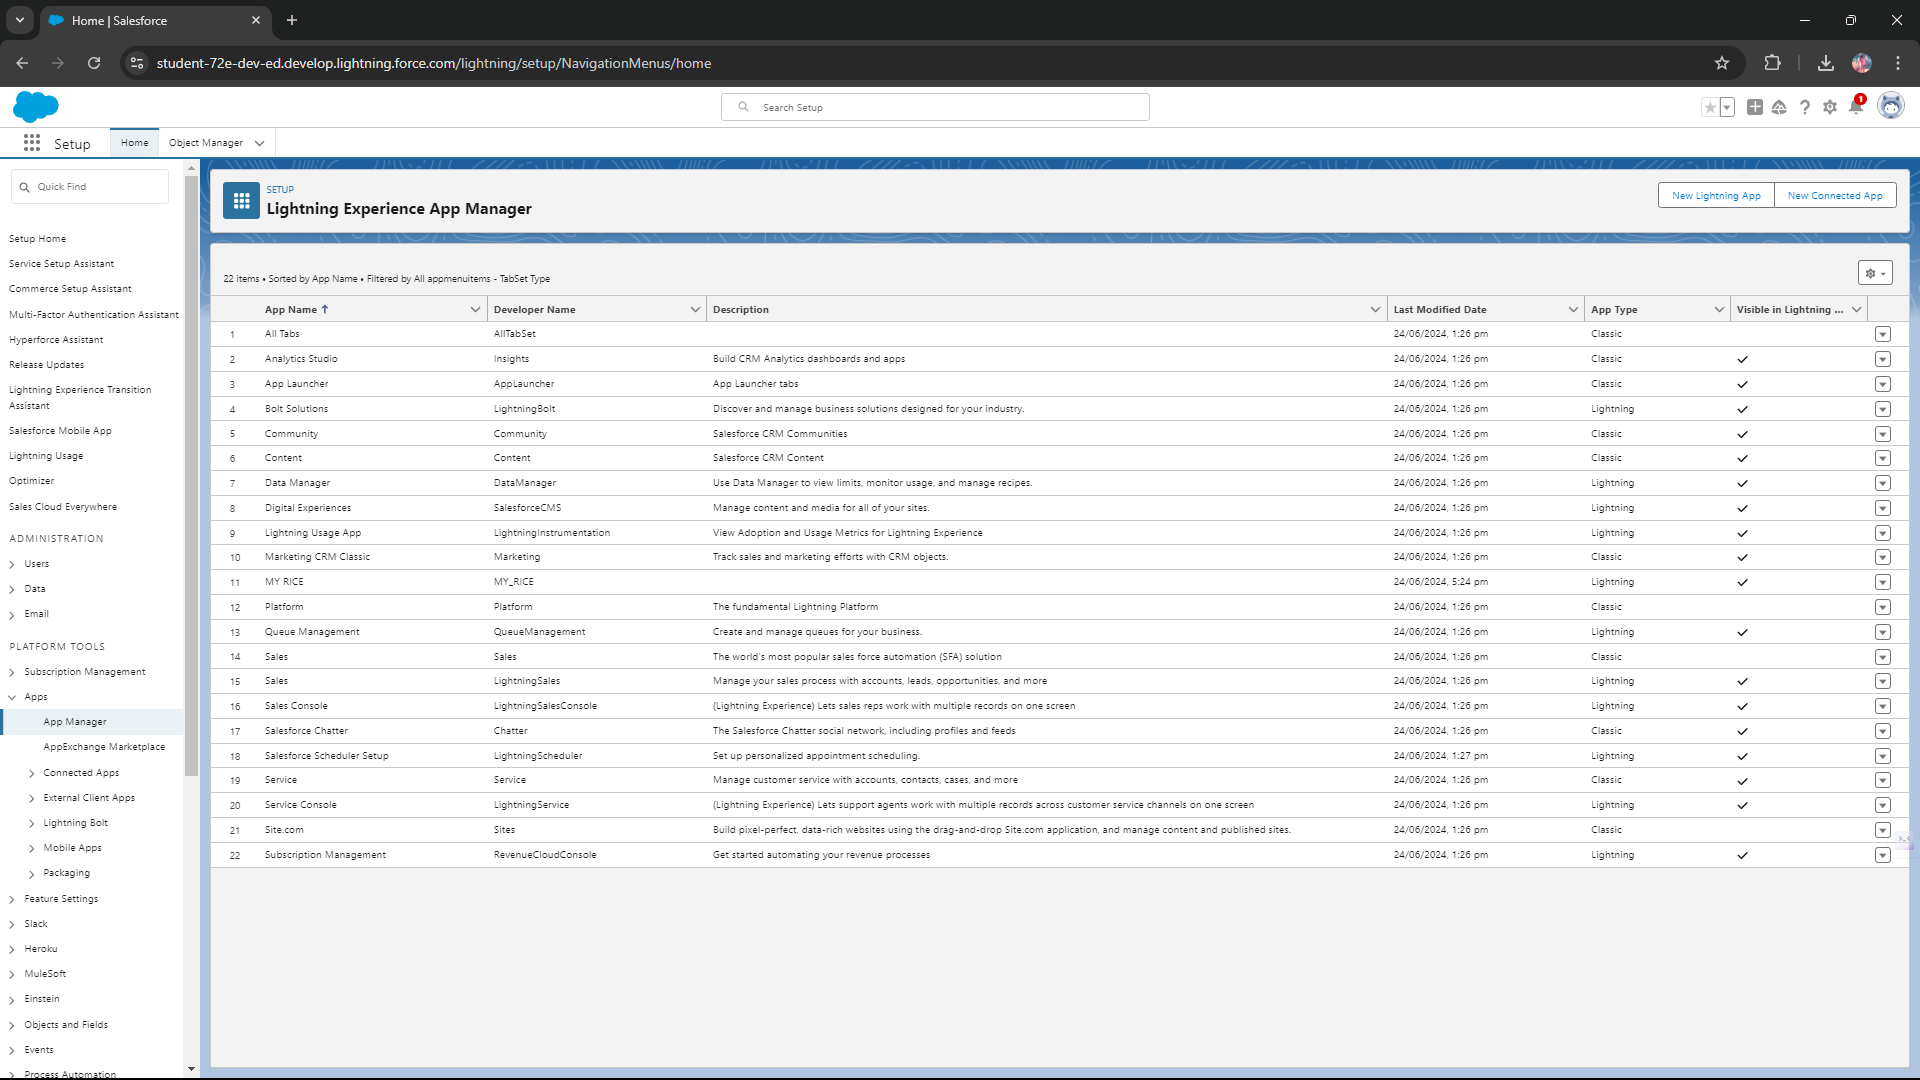 Home | Salesforce
student-72e-dev-ed.develop.lightning.force.com/lightning/setup/NavigationMenus/home
Search Setup
1
Setup
Home
Object Manager
Quick Find
Setup Home
Service Setup Assistant
Commerce Setup Assistant
Multi-Factor Authentication Assistant
Hyperforce Assistant
Release Updates
Lightning Experience Transition
Assistant
Salesforce Mobile App
Lightning Usage
Optimizer
Sales Cloud Everywhere
ADMINISTRATION
Users
Data
Email
PLATFORM TOOLS
Subscription Management
Apps
App Manager
AppExchange Marketplace
Connected Apps
External Client Apps
Lightning Bolt
Mobile Apps
Packaging
Feature Settings
Slack
Heroku
MuleSoft
Einstein
Objects and Fields
Events
Process Automation
SETUP
Lightning Experience App Manager
New Lightning App
New Connected App
22 items • Sorted by App Name • Filtered by All appmenuitems - TabSet Type
App Name ↑ Developer Name Description Last Modified Date App Type Visible in Lightning ...
1 All Tabs AllTabSet 24/06/2024, 1:26 pm Classic
2 Analytics Studio Insights Build CRM Analytics dashboards and apps 24/06/2024, 1:26 pm Classic
3 App Launcher AppLauncher App Launcher tabs 24/06/2024, 1:26 pm Classic
4 Bolt Solutions LightningBolt Discover and manage business solutions designed for your industry. 24/06/2024, 1:26 pm Lightning
5 Community Community Salesforce CRM Communities 24/06/2024, 1:26 pm Classic
6 Content Content Salesforce CRM Content 24/06/2024, 1:26 pm Classic
7 Data Manager DataManager Use Data Manager to view limits, monitor usage, and manage recipes. 24/06/2024, 1:26 pm Lightning
8 Digital Experiences SalesforceCMS Manage content and media for all of your sites. 24/06/2024, 1:26 pm Lightning
9 Lightning Usage App LightningInstrumentation View Adoption and Usage Metrics for Lightning Experience 24/06/2024, 1:26 pm Lightning
10 Marketing CRM Classic Marketing Track sales and marketing efforts with CRM objects. 24/06/2024, 1:26 pm Classic
11 MY RICE MY_RICE 24/06/2024, 5:24 pm Lightning
12 Platform Platform The fundamental Lightning Platform 24/06/2024, 1:26 pm Classic
13 Queue Management QueueManagement Create and manage queues for your business. 24/06/2024, 1:26 pm Lightning
14 Sales Sales The world's most popular sales force automation (SFA) solution 24/06/2024, 1:26 pm Classic
15 Sales LightningSales Manage your sales process with accounts, leads, opportunities, and more 24/06/2024, 1:26 pm Lightning
16 Sales Console LightningSalesConsole (Lightning Experience) Lets sales reps work with multiple records on one screen 24/06/2024, 1:26 pm Lightning
17 Salesforce Chatter Chatter The Salesforce Chatter social network, including profiles and feeds 24/06/2024, 1:26 pm Classic
18 Salesforce Scheduler Setup LightningScheduler Set up personalized appointment scheduling. 24/06/2024, 1:27 pm Lightning
19 Service Service Manage customer service with accounts, contacts, cases, and more 24/06/2024, 1:26 pm Classic
20 Service Console LightningService (Lightning Experience) Lets support agents work with multiple records across customer service channels on one screen 24/06/2024, 1:26 pm Lightning
21 Site.com Sites Build pixel-perfect, data-rich websites using the drag-and-drop Site.com application, and manage content and published sites. 24/06/2024, 1:26 pm Classic
22 Subscription Management RevenueCloudConsole Get started automating your revenue processes 24/06/2024, 1:26 pm Lightning